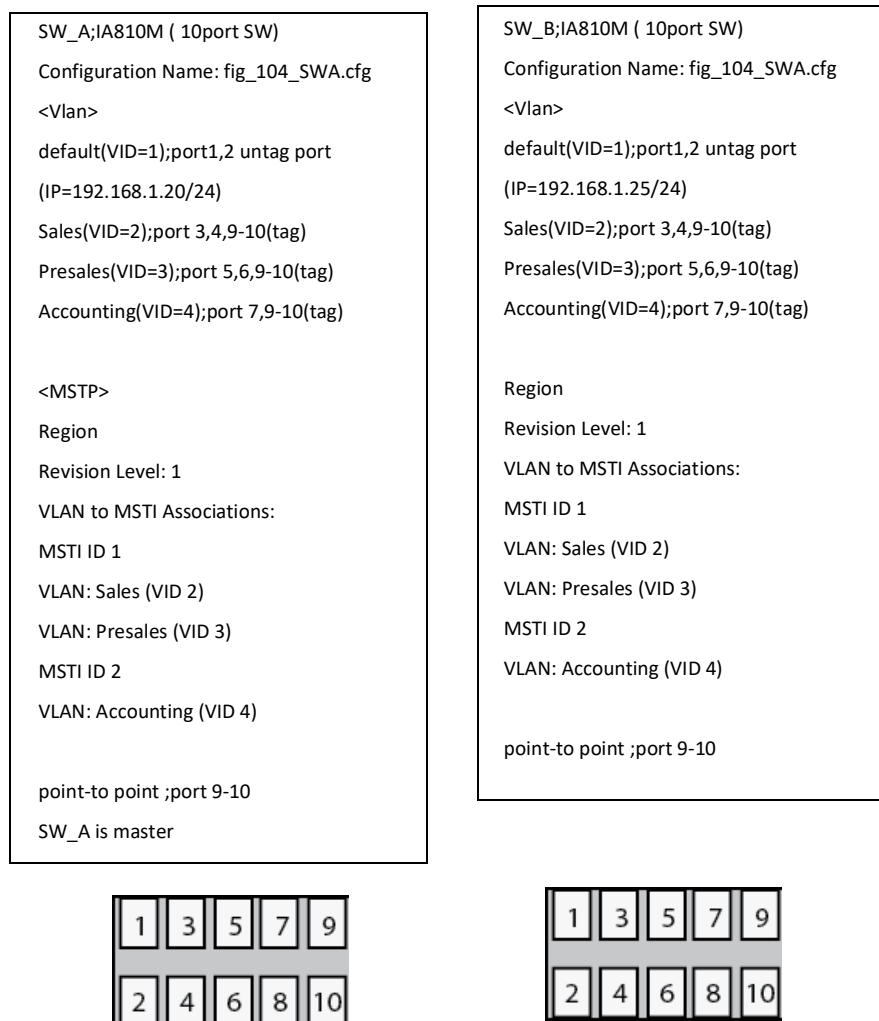 SW_A;IA810M ( 10port SW)
Configuration Name: fig_104_SWA.cfg
<Vlan>
default(VID=1);port1,2 untag port
(IP=192.168.1.20/24)
Sales(VID=2);port 3,4,9-10(tag)
Presales(VID=3);port 5,6,9-10(tag)
Accounting(VID=4);port 7,9-10(tag)
<MSTP>
Region
Revision Level: 1
VLAN to MSTI Associations:
MSTI ID 1
VLAN: Sales (VID 2)
VLAN: Presales (VID 3)
MSTI ID 2
VLAN: Accounting (VID 4)
point-to point ;port 9-10
SW_A is master
SW_B;IA810M ( 10port SW)
Configuration Name: fig_104_SWA.cfg
<Vlan>
default(VID=1);port1,2 untag port
(IP=192.168.1.25/24)
Sales(VID=2);port 3,4,9-10(tag)
Presales(VID=3);port 5,6,9-10(tag)
Accounting(VID=4);port 7,9-10(tag)
Region
Revision Level: 1
VLAN to MSTI Associations:
MSTI ID 1
VLAN: Sales (VID 2)
VLAN: Presales (VID 3)
MSTI ID 2
VLAN: Accounting (VID 4)
point-to point ;port 9-10
1 3 5 7 9
2 4 6 8 10
1 3 5 7 9
2 4 6 8 10